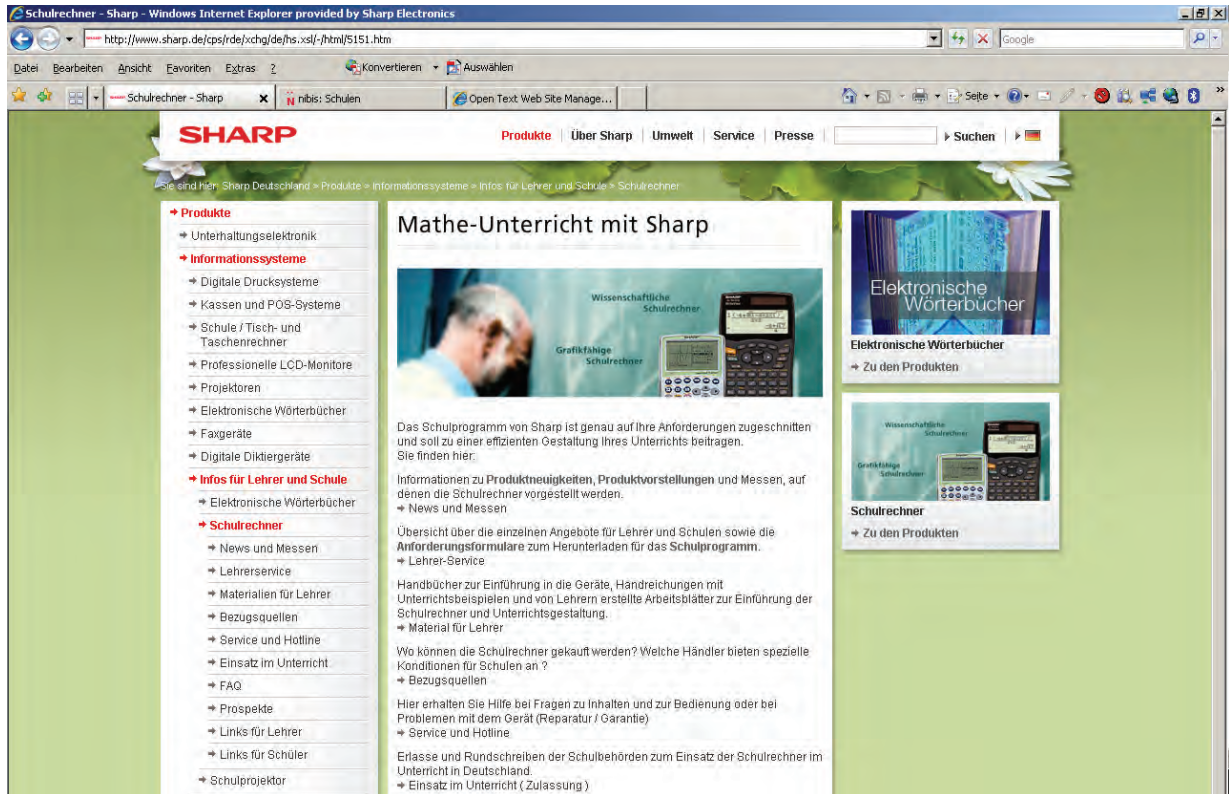 Schulrechner - Sharp - Windows Internet Explorer provided by Sharp Electronics
http://www.sharp.de/cps/rde/xchg/de/hs.xsl/-/html/5151.htm
Google
Datei Bearbeiten Ansicht Favoriten Extras ?
Konvertieren Auswählen
Schulrechner - Sharp
nibis: Schulen
Open Text Web Site Manage...
Seite
SHARP
Produkte Über Sharp Umwelt Service Presse Suchen
Sie sind hier: Sharp Deutschland » Produkte » Informationssysteme » Infos für Lehrer und Schule » Schulrechner
Produkte
Unterhaltungselektronik
Informationssysteme
Digitale Drucksysteme
Kassen und POS-Systeme
Schule / Tisch- und
Taschenrechner
Professionelle LCD-Monitore
Projektoren
Elektronische Wörterbücher
Faxgeräte
Digitale Diktiergeräte
Infos für Lehrer und Schule
Elektronische Wörterbücher
Schulrechner
News und Messen
Lehrerservice
Materialien für Lehrer
Bezugsquellen
Service und Hotline
Einsatz im Unterricht
FAQ
Prospekte
Links für Lehrer
Links für Schüler
Schulprojektor
Mathe-Unterricht mit Sharp
Wissenschaftliche
Schulrechner
Grafikfähige
Schulrechner
SHARP
Das Schulprogramm von Sharp ist genau auf Ihre Anforderungen zugeschnitten
und soll zu einer effizienten Gestaltung Ihres Unterrichts beitragen.
Sie finden hier:
Informationen zu Produktneuigkeiten, Produktvorstellungen und Messen, auf
denen die Schulrechner vorgestellt werden.
News und Messen
Übersicht über die einzelnen Angebote für Lehrer und Schulen sowie die
Anforderungsformulare zum Herunterladen für das Schulprogramm.
Lehrer-Service
Handbücher zur Einführung in die Geräte, Handreichungen mit
Unterrichtsbeispielen und von Lehrern erstellte Arbeitsblätter zur Einführung der
Schulrechner und Unterrichtsgestaltung.
Material für Lehrer
Wo können die Schulrechner gekauft werden? Welche Händler bieten spezielle
Konditionen für Schulen an ?
Bezugsquellen
Hier erhalten Sie Hilfe bei Fragen zu Inhalten und zur Bedienung oder bei
Problemen mit dem Gerät (Reparatur / Garantie)
Service und Hotline
Erlasse und Rundschreiben der Schulbehörden zum Einsatz der Schulrechner im
Unterricht in Deutschland.
Einsatz im Unterricht ( Zulassung )
Elektronische
Wörterbücher
Elektronische Wörterbücher
Zu den Produkten
Wissenschaftliche
Schulrechner
Grafikfähige
Schulrechner
Schulrechner
Zu den Produkten